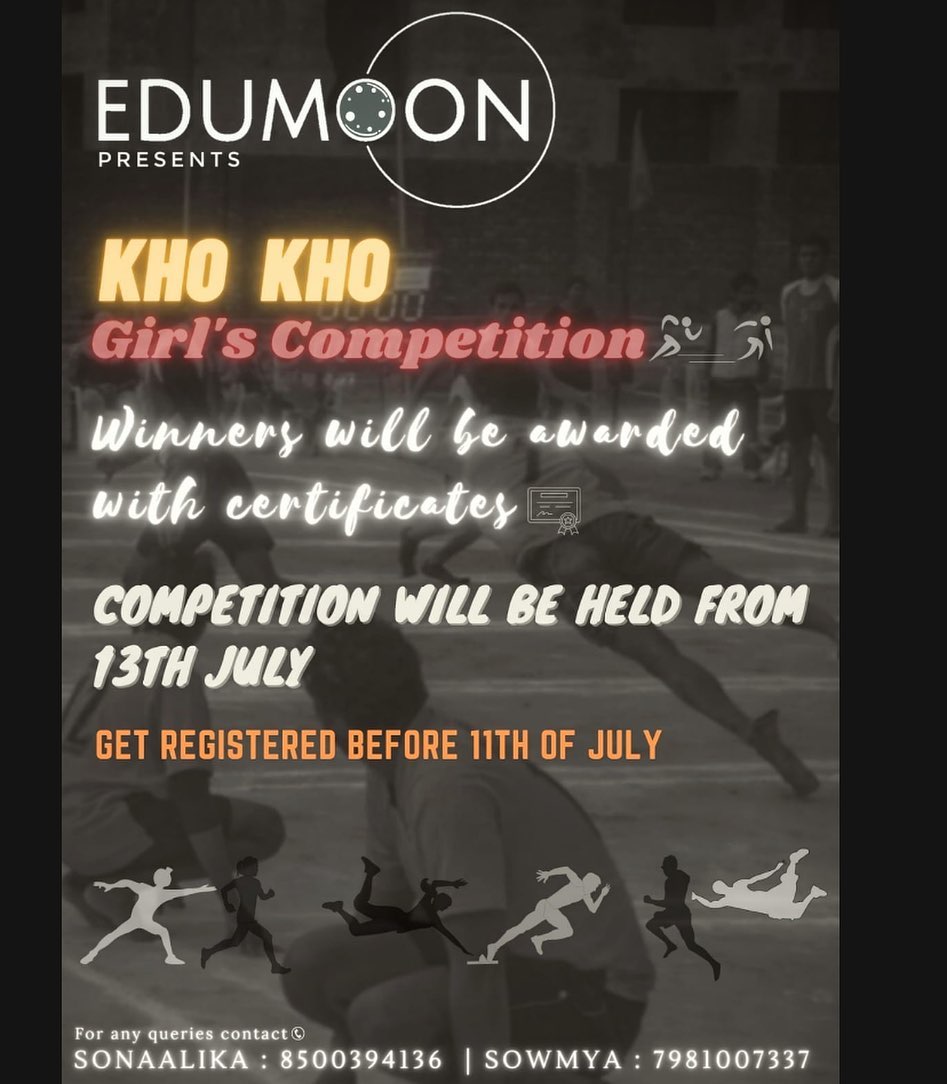 EDUMOON
PRESENTS
KHO KHO
Girl's Competition
Winners will be awarded
with certificates
COMPETITION WILL BE HELD FROM
13TH JULY
GET REGISTERED BEFORE 11TH OF JULY
For any queries contact
SONAALIKA : 8500394136 | SOWMYA : 7981007337